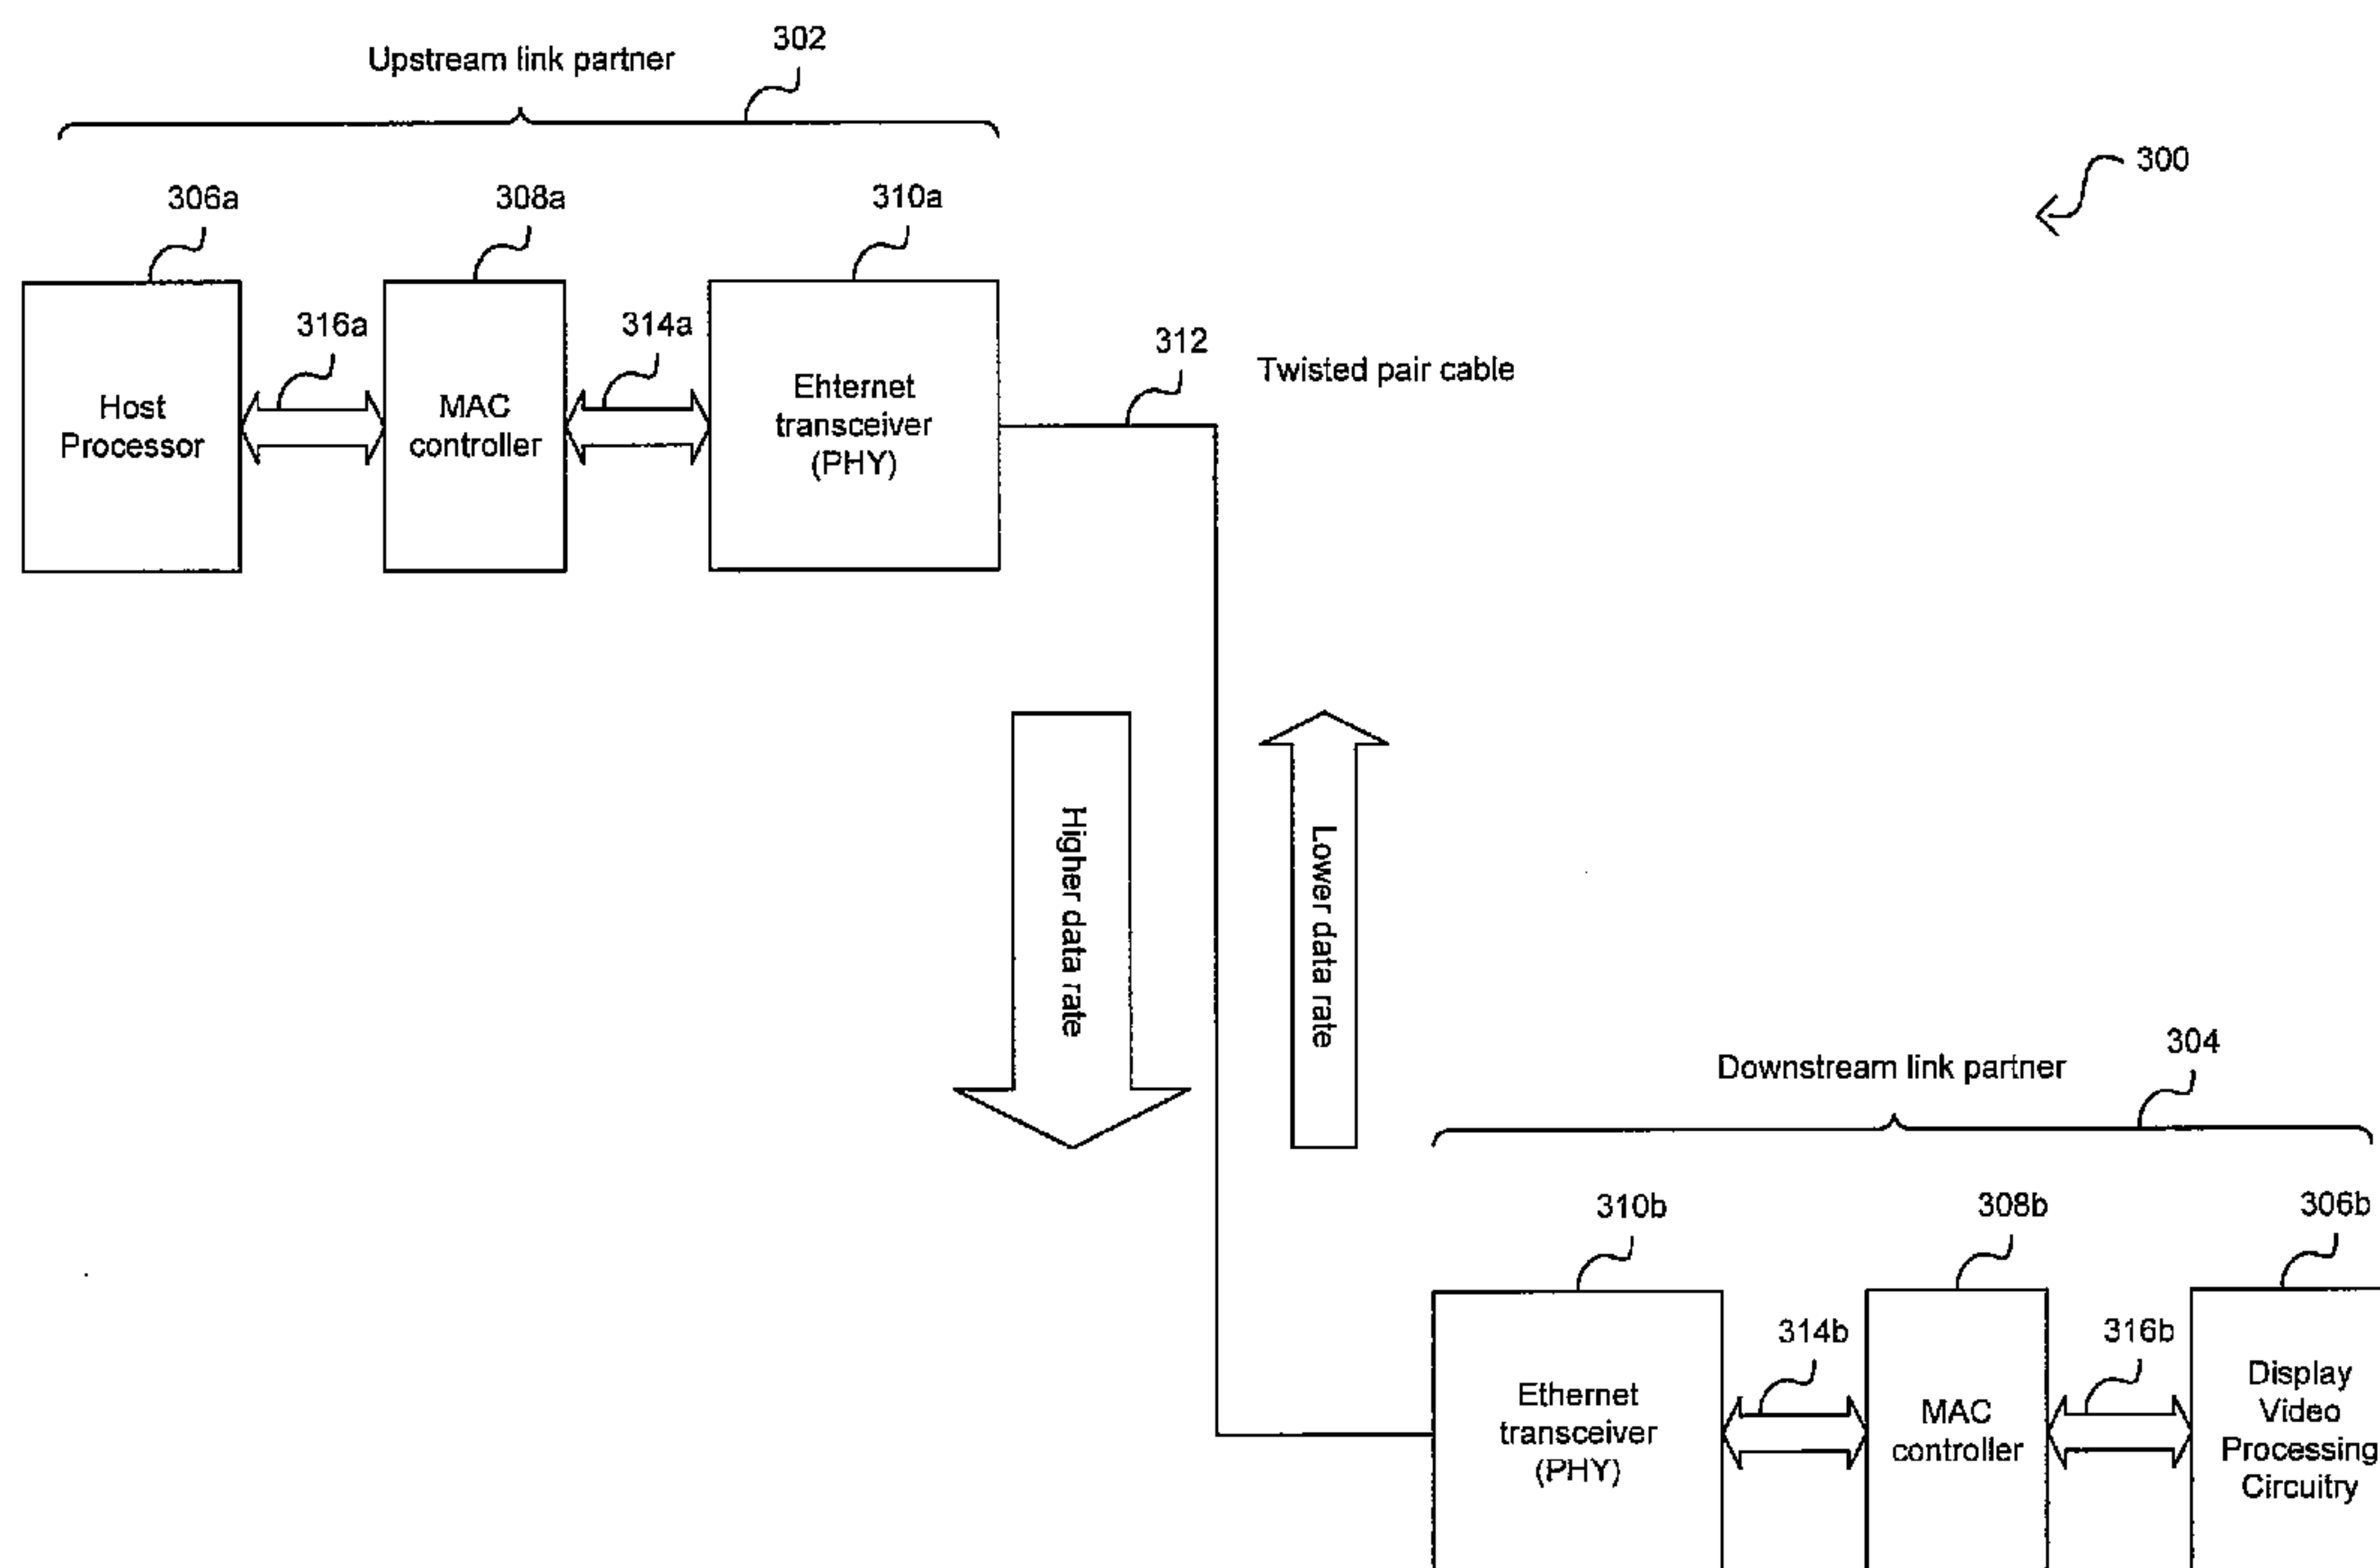 302
Upstream link partner
300
306a
308a
310a
316a
314a
312
Twisted pair cable
Host
Processor
MAC
controller
Ehternet
transceiver
(PHY)
Higher data rate
Lower data rate
304
Downstream link partner
310b
308b
306b
314b
316b
Ethernet
transceiver
(PHY)
MAC
controller
Display
Video
Processing
Circuitry